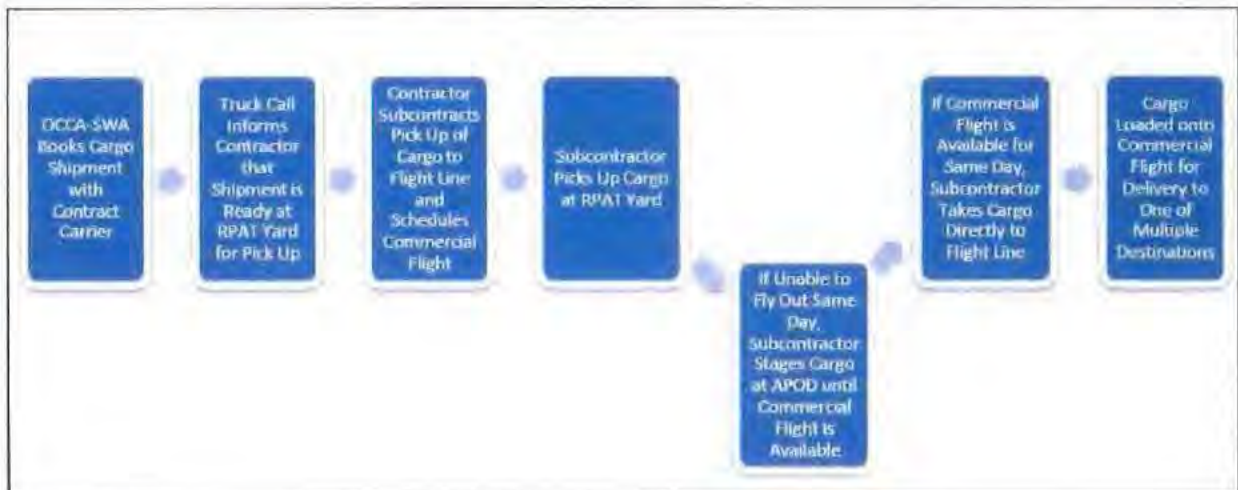 OCCA-SWA
Books Cargo
Shipment
with
Contract
Carrier
Truck Call
Informs
Contractor
that
Shipment is
Ready at
RPAT Yard
for Pick Up
Contractor
Subcontracts
Pick Up of
Cargo to
Flight Line
and
Schedules
Commercial
Flight
Subcontractor
Picks Up Cargo
at RPAT Yard
If Unable to
Fly Out Same
Day,
Subcontractor
Stages Cargo
at APOD until
Commercial
Flight is
Available
If Commercial
Flight is
Available for
Same Day,
Subcontractor
Takes Cargo
Directly to
Flight Line
Cargo
Loaded onto
Commercial
Flight for
Delivery to
One of
Multiple
Destinations